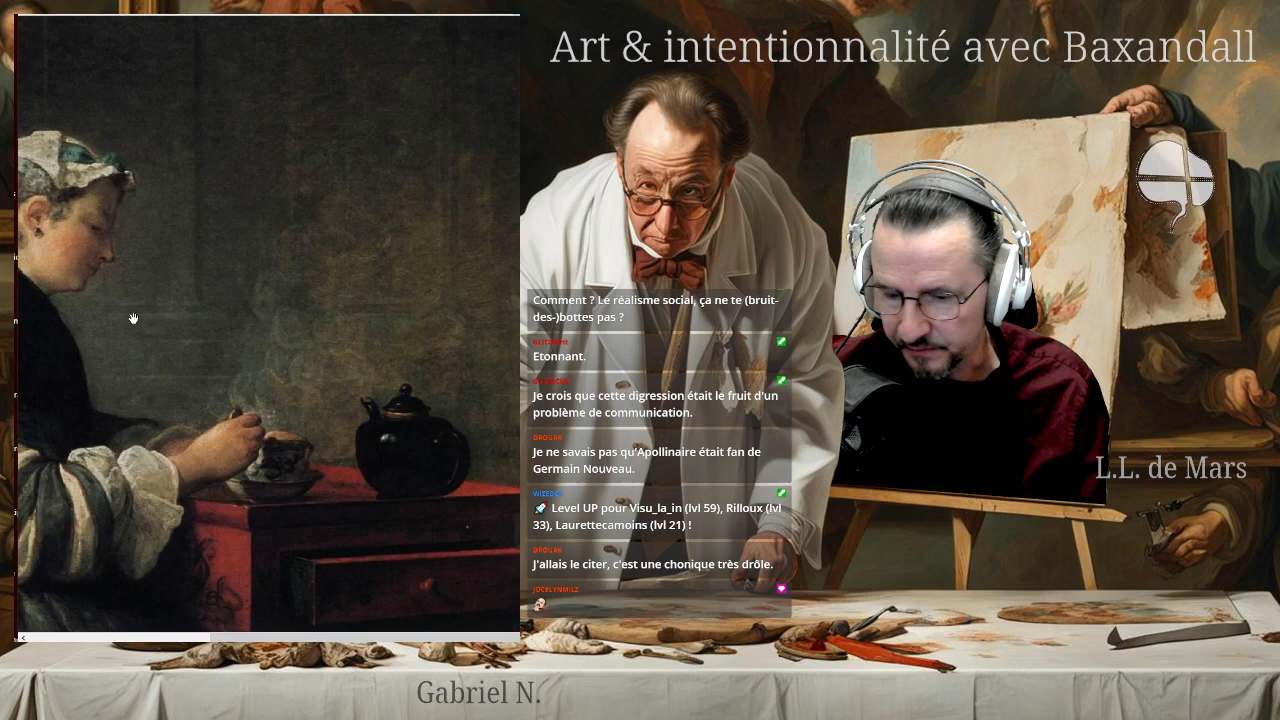 Art & intentionnalité avec Baxandall
Comment ? Le réalisme social, ça ne te (bruit-
des-)bottes pas ?
Etonnant.
Je crois que cette digression était le fruit d'un
problème de communication.
DROUAR
Je ne savais pas qu'Apollinaire était fan de
Germain Nouveau.
Level UP pour Visu_la_in (lvl 59), Rilloux (lvl
33), Laurettecamoins (lvl 21) !
DROUAR
J'allais le citer, c'est une chonique très drôle.
JOCELYNMILZ
L.L. de Mars
Gabriel N.